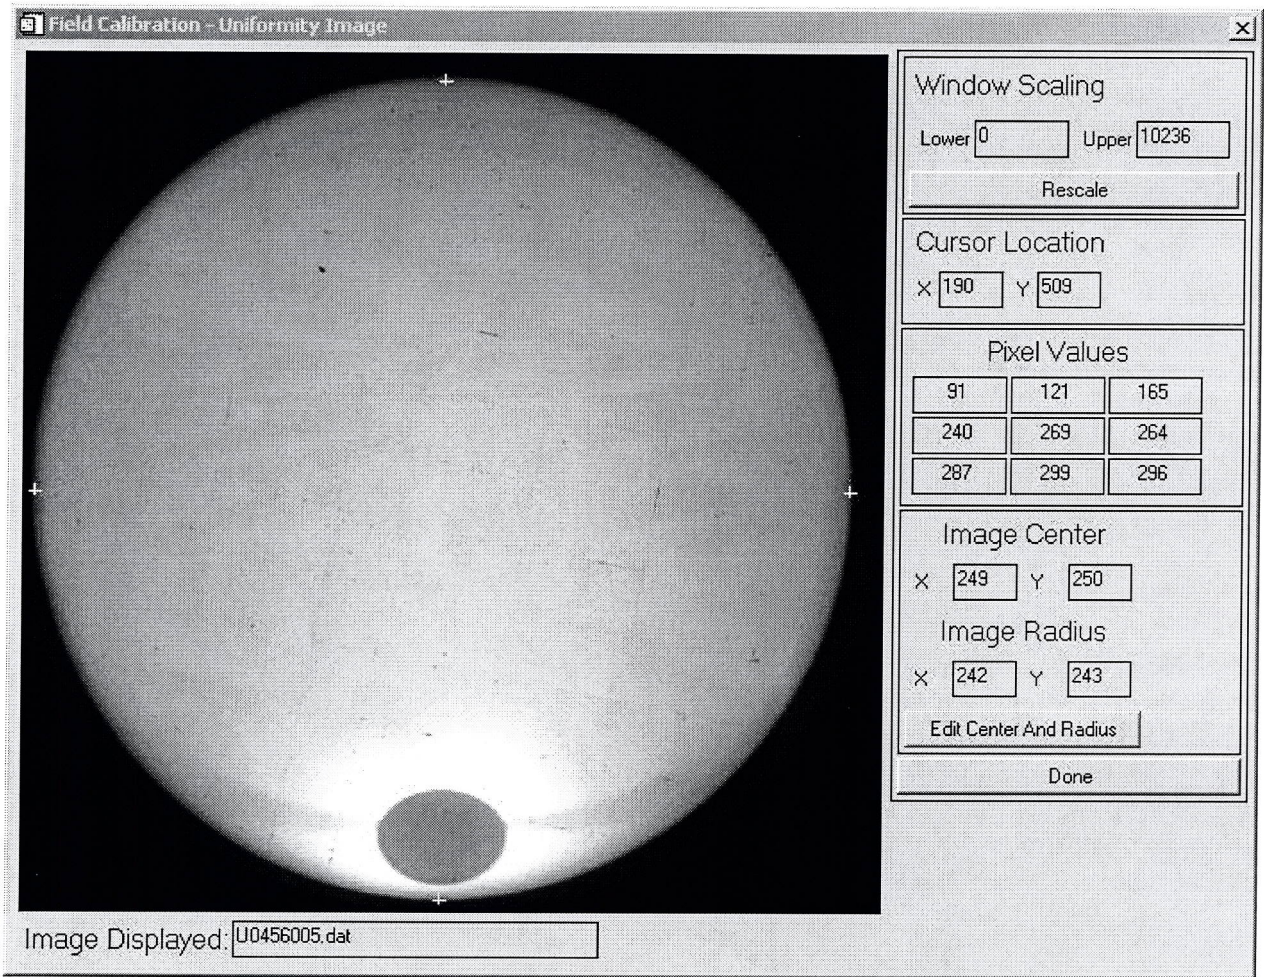 Field Calibration - Uniformity Image
Window Scaling
Lower 0 Upper 10236
Rescale
Cursor Location
X 190 Y 509
Pixel Values
91 121 165
240 269 264
287 299 296
Image Center
X 249 Y 250
Image Radius
X 242 Y 243
Edit Center And Radius
Done
Image Displayed: U0456005.dat